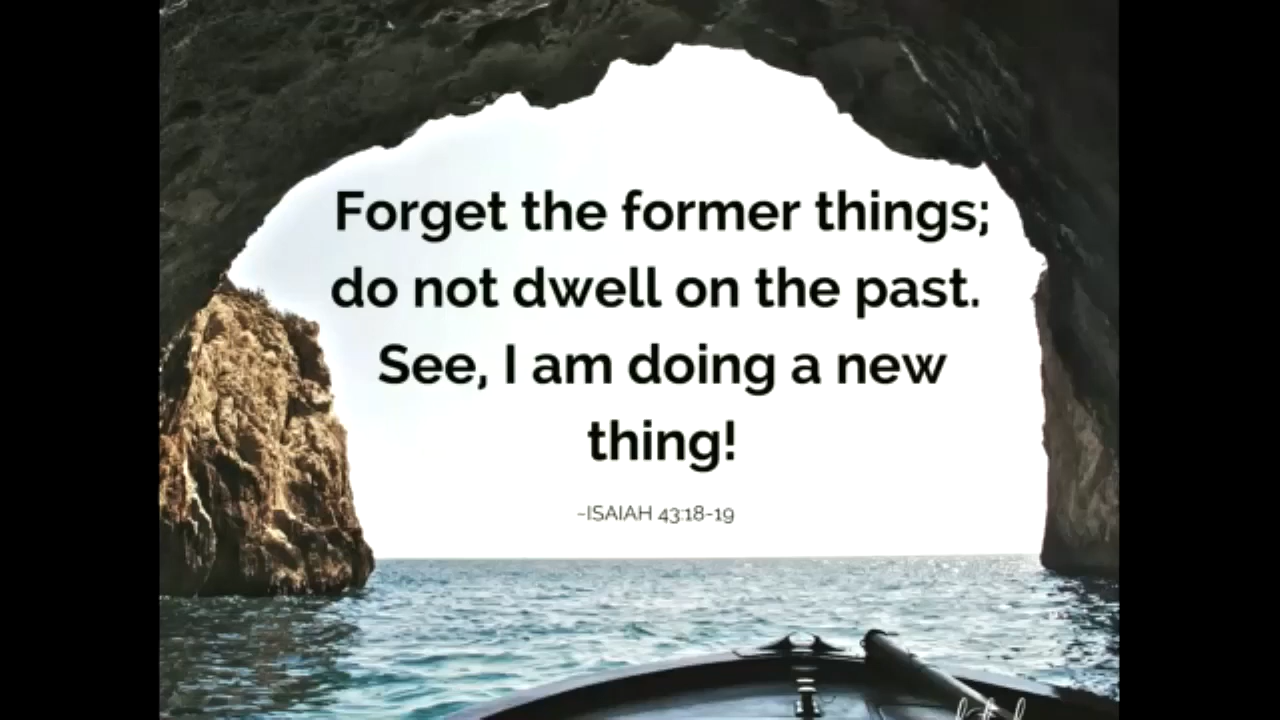 Forget the former things;
do not dwell on the past.
See, I am doing a new
thing!
~ISAIAH 43:18-19